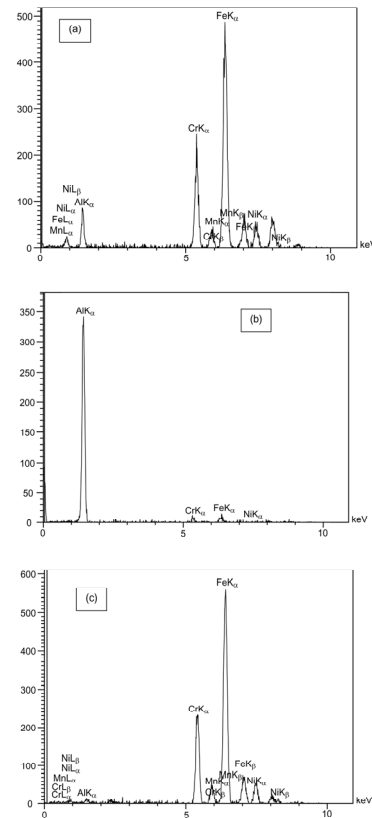 (a)
500
400
300
200
100
0
FeKα
CrKα
NiLβ
NiLα
AlKα
FeLα
MnLα
MnKβ
NiKα
MnKα
FeKβ
CrKβ
NiKβ
0
5
10
keV
(b)
350
300
250
200
150
100
50
0
AlKα
CrKα
FeKα
NiKα
0
5
10
keV
(c)
600
500
400
300
200
100
0
FeKα
CrKα
NiLβ
NiLα
MnLα
CrLβ
CrLα
AlKα
FeKβ
MnKβ
MnKα
NiKα
CrKβ
NiKβ
0
5
10
keV